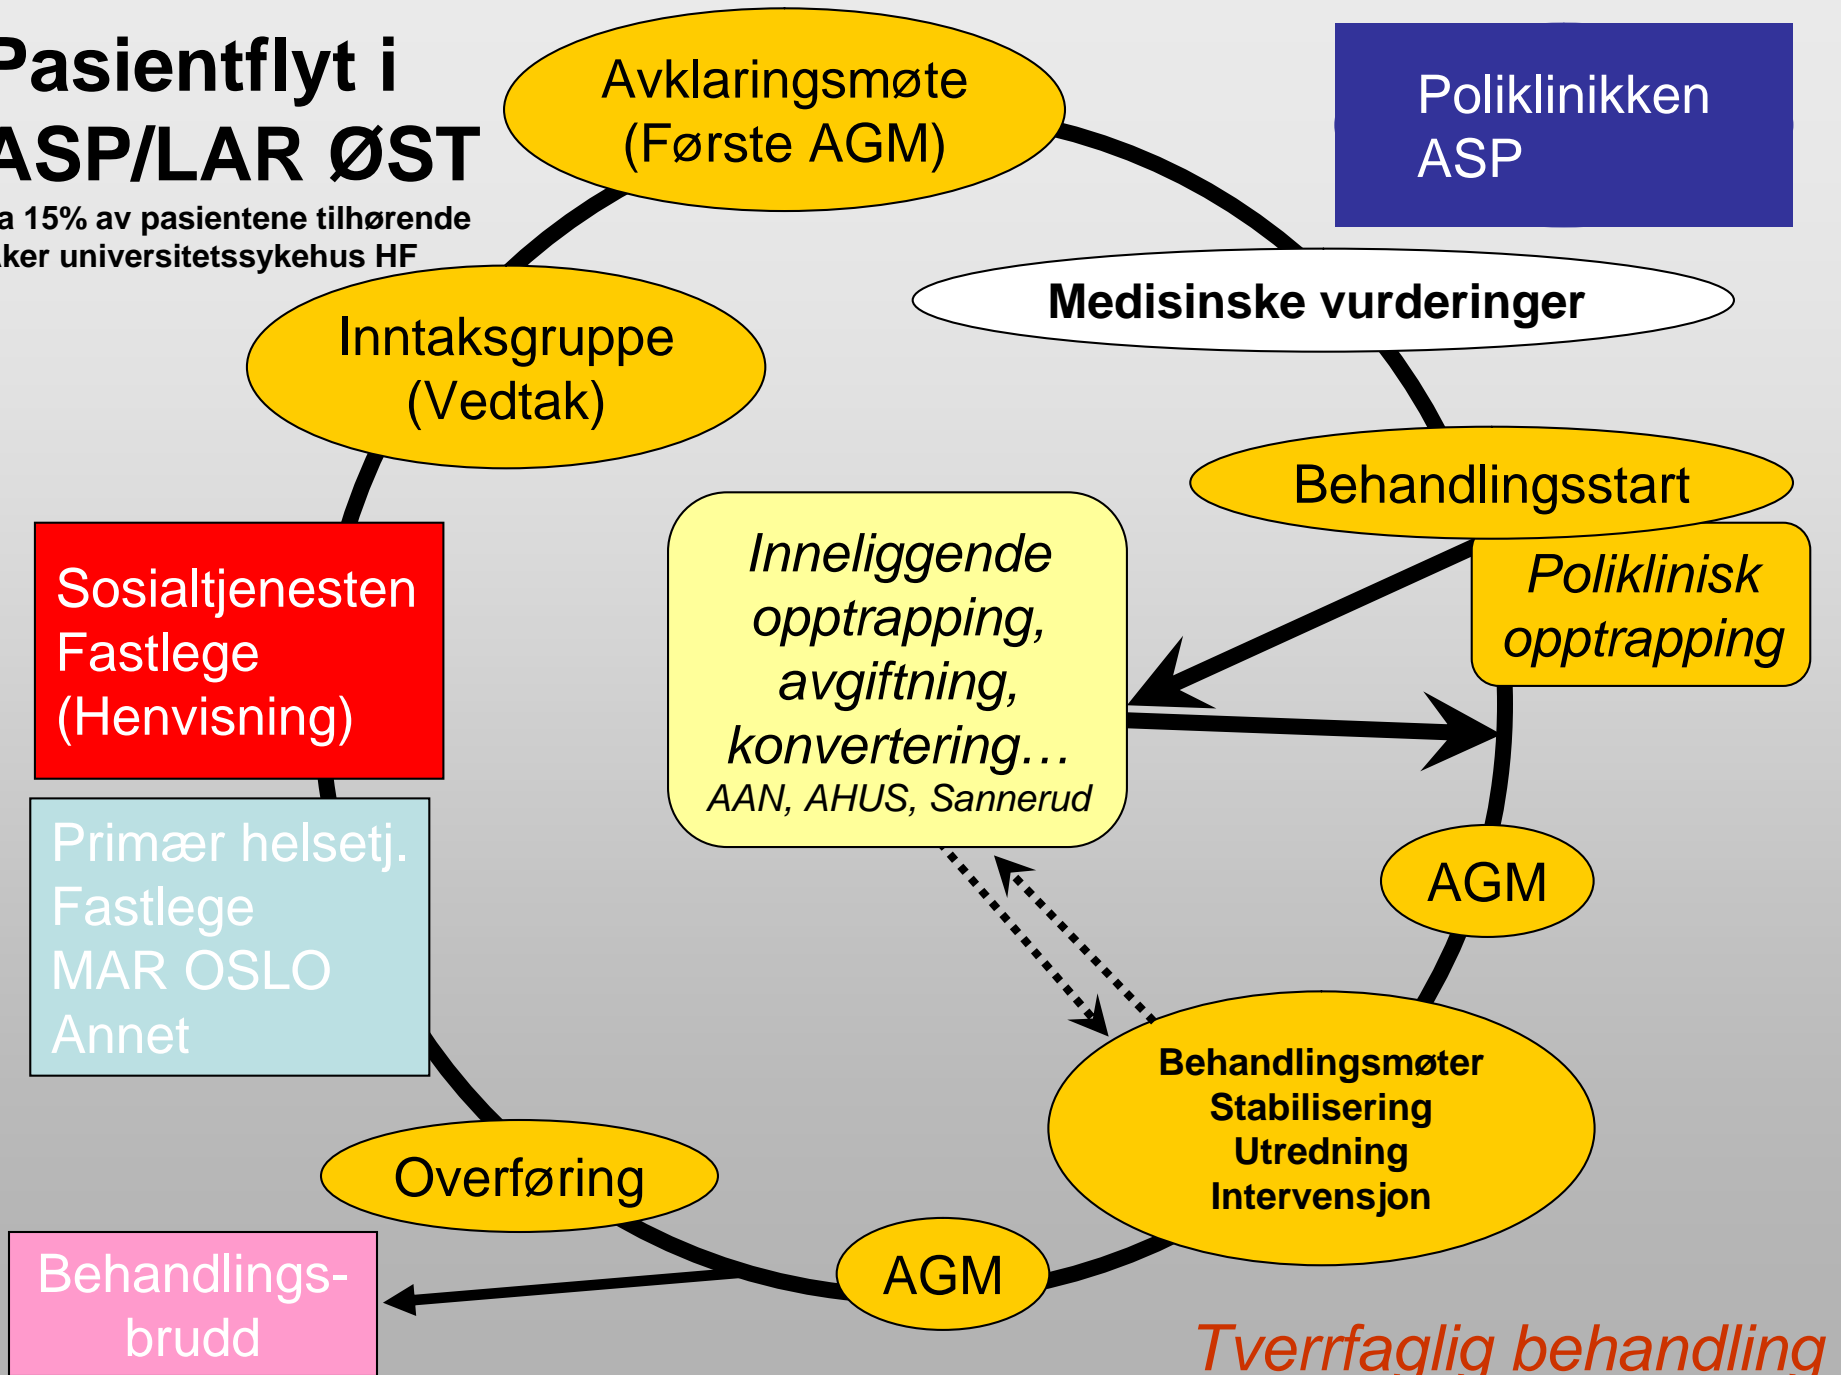 Pasientflyt i
ASP/LAR ØST
a 15% av pasientene tilhørende
ker universitetssykehus HF
Avklaringsmøte
(Første AGM)
Poliklinikken
ASP
Medisinske vurderinger
Inntaksgruppe
(Vedtak)
Behandlingsstart
Poliklinisk
opptrapping
Inneliggende
opptrapping,
avgiftning,
konvertering…
AAN, AHUS, Sannerud
Sosialtjenesten
Fastlege
(Henvisning)
Primær helsetj.
Fastlege
MAR OSLO
Annet
AGM
Behandlingsmøter
Stabilisering
Utredning
Intervensjon
Overføring
AGM
Behandlings-
brudd
Tverrfaglig behandling